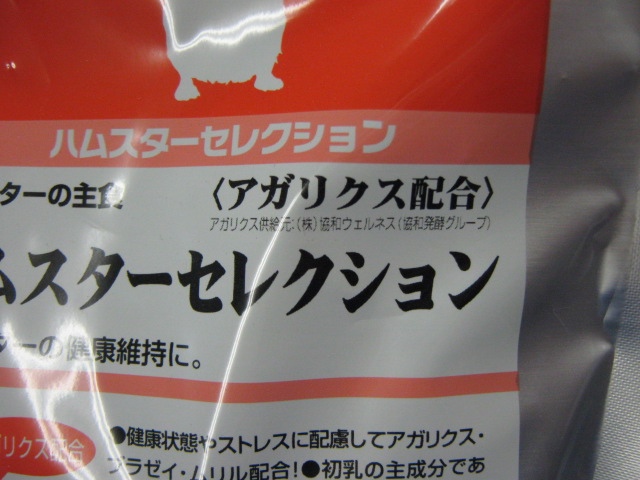 ハムスターセレクション
ターの主食 〈アガリクス配合〉
アガリクス供給元:(株)協和ウェルネス(協和発酵グループ)
ムスターセレクション
ターの健康維持に。
リクス配合
●健康状態やストレスに配慮してアガリクス・
ブラゼイ・ムリル配合!●初乳の主成分であ